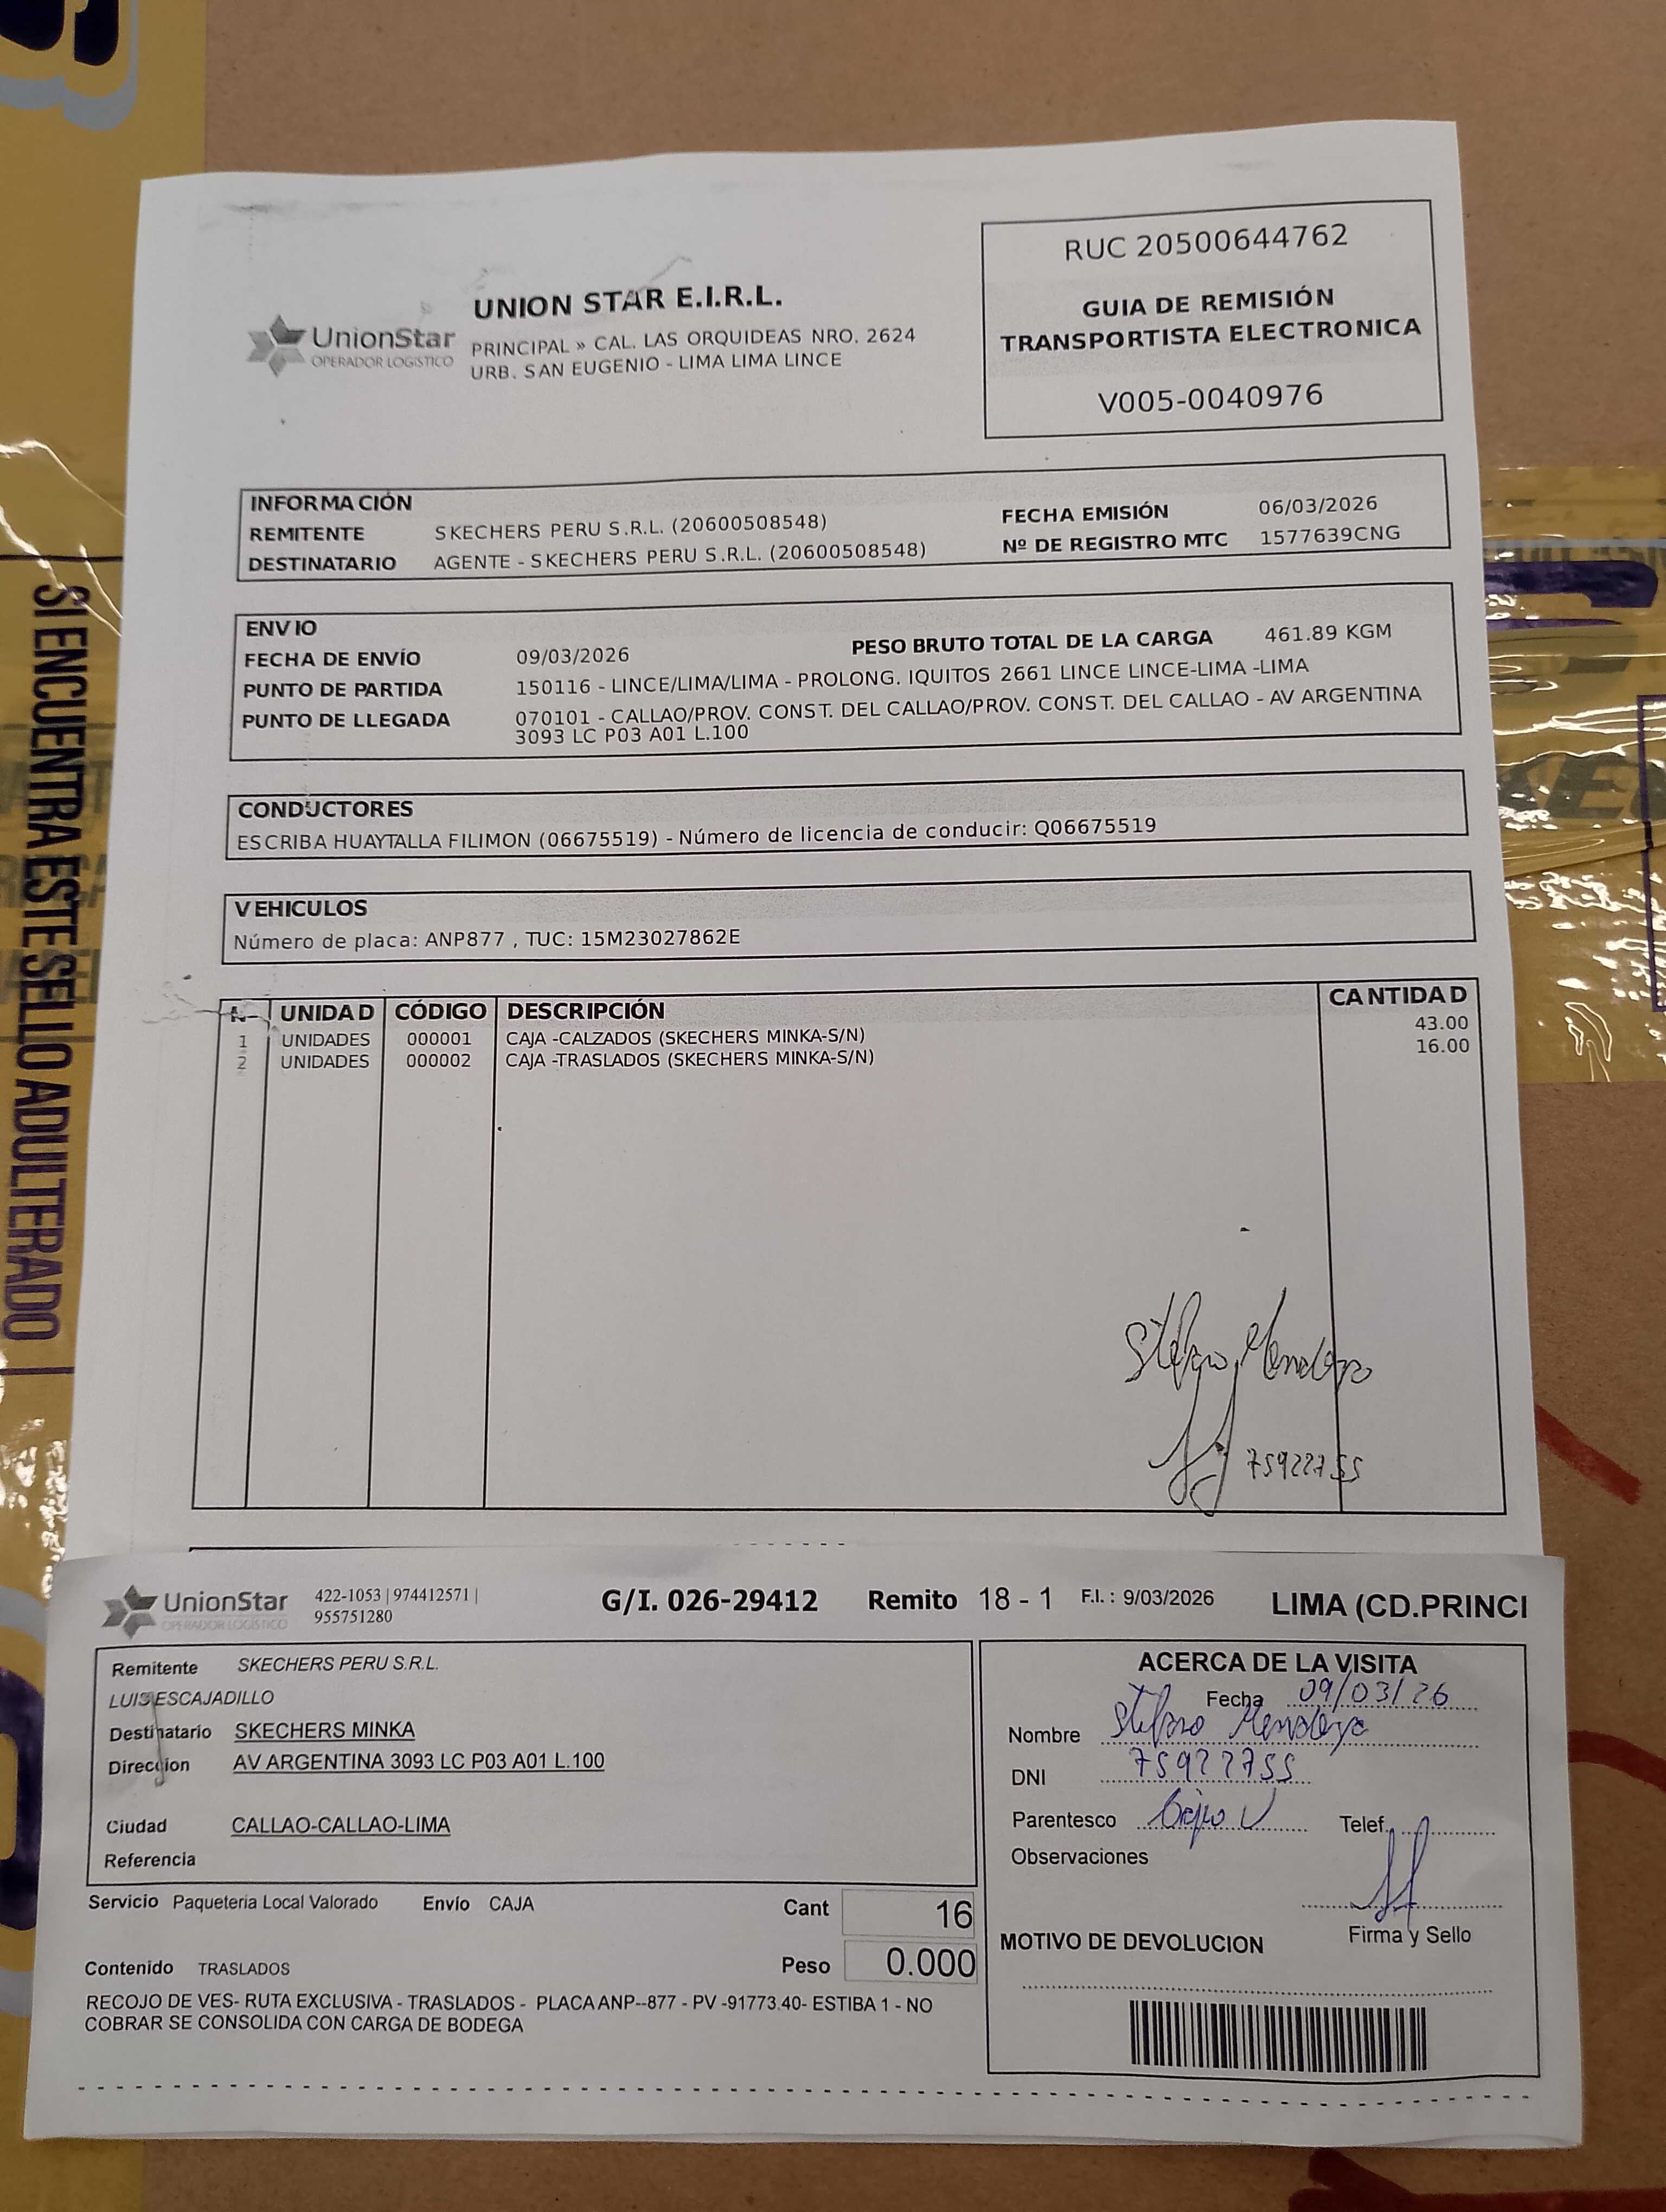 SI ENCUENTRA ESTE SELLO ADULTERADO
UnionStar
OPERADOR LOGISTICO
UNION STAR E.I.R.L.
PRINCIPAL » CAL. LAS ORQUIDEAS NRO. 2624
URB. SAN EUGENIO - LIMA LIMA LINCE
RUC 20500644762
GUIA DE REMISIÓN
TRANSPORTISTA ELECTRONICA
V005-0040976
INFORMACIÓN
REMITENTE SKECHERS PERU S.R.L. (20600508548)
DESTINATARIO AGENTE - SKECHERS PERU S.R.L. (20600508548)
FECHA EMISIÓN 06/03/2026
Nº DE REGISTRO MTC 1577639CNG
ENVIO
FECHA DE ENVÍO 09/03/2026 PESO BRUTO TOTAL DE LA CARGA 461.89 KGM
PUNTO DE PARTIDA 150116 - LINCE/LIMA/LIMA - PROLONG. IQUITOS 2661 LINCE LINCE-LIMA -LIMA
PUNTO DE LLEGADA 070101 - CALLAO/PROV. CONST. DEL CALLAO/PROV. CONST. DEL CALLAO - AV ARGENTINA
3093 LC P03 A01 L.100
CONDUCTORES
ESCRIBA HUAYTALLA FILIMON (06675519) - Número de licencia de conducir: Q06675519
VEHICULOS
Número de placa: ANP877 , TUC: 15M23027862E
UNIDAD CÓDIGO DESCRIPCIÓN CANTIDAD
1 UNIDADES 000001 CAJA -CALZADOS (SKECHERS MINKA-S/N) 43.00
2 UNIDADES 000002 CAJA -TRASLADOS (SKECHERS MINKA-S/N) 16.00
Stefano Mendoza
75922755
UnionStar
OPERADOR LOGÍSTICO
422-1053 | 974412571 |
955751280
G/I. 026-29412 Remito 18 - 1 F.I. : 9/03/2026 LIMA (CD.PRINCI
Remitente SKECHERS PERU S.R.L.
LUIS ESCAJADILLO
Destinatario SKECHERS MINKA
Direccion AV ARGENTINA 3093 LC P03 A01 L.100
Ciudad CALLAO-CALLAO-LIMA
Referencia
Servicio Paqueteria Local Valorado Envío CAJA
Cant 16
Peso 0.000
Contenido TRASLADOS
RECOJO DE VES- RUTA EXCLUSIVA - TRASLADOS - PLACA ANP--877 - PV -91773.40- ESTIBA 1 - NO
COBRAR SE CONSOLIDA CON CARGA DE BODEGA
ACERCA DE LA VISITA
Fecha 09/03/26
Nombre Stefano Mendoza
DNI 75922755
Parentesco
Telef.
Observaciones
Firma y Sello
MOTIVO DE DEVOLUCION